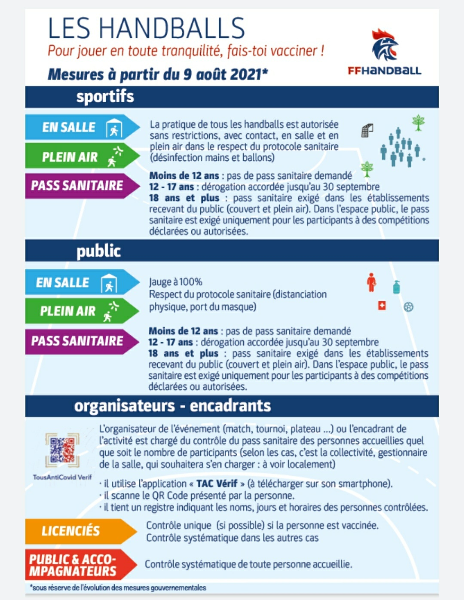 LES HANDBALLS
Pour jouer en toute tranquilité, fais-toi vacciner !
FFHANDBALL
Mesures à partir du 9 août 2021*
sportifs
EN SALLE
PLEIN AIR
La pratique de tous les handballs est autorisée
sans restrictions, avec contact, en salle et en
plein air dans le respect du protocole sanitaire
(désinfection mains et ballons)
PASS SANITAIRE
Moins de 12 ans : pas de pass sanitaire demandé
12 - 17 ans : dérogation accordée jusqu'au 30 septembre
18 ans et plus : pass sanitaire exigé dans les établissements
recevant du public (couvert et plein air). Dans l'espace public, le pass
sanitaire est exigé uniquement pour les participants à des compétitions
déclarées ou autorisées.
public
EN SALLE
PLEIN AIR
Jauge à 100%
Respect du protocole sanitaire (distanciation
physique, port du masque)
PASS SANITAIRE
Moins de 12 ans : pas de pass sanitaire demandé
12 - 17 ans : dérogation accordée jusqu'au 30 septembre
18 ans et plus : pass sanitaire exigé dans les établissements
recevant du public (couvert et plein air). Dans l'espace public, le pass
sanitaire est exigé uniquement pour les participants à des compétitions
déclarées ou autorisées.
organisateurs - encadrants
TousAntiCovid Verif
L'organisateur de l'événement (match, tournoi, plateau ...) ou l'encadrant de
l'activité est chargé du contrôle du pass sanitaire des personnes accueillies quel
que soit le nombre de participants (selon les cas, c'est la collectivité, gestionnaire
de la salle, qui souhaitera s'en charger : à voir localement)
· il utilise l'application « TAC Vérif » (à télécharger sur son smartphone).
· il scanne le QR Code présenté par la personne.
· il tient un registre indiquant les noms, jours et horaires des personnes contrôlées.
LICENCIÉS
Contrôle unique (si possible) si la personne est vaccinée.
Contrôle systématique dans les autres cas
PUBLIC & ACCO-
MPAGNATEURS
Contrôle systématique de toute personne accueillie.
*sous réserve de l'évolution des mesures gouvernementales